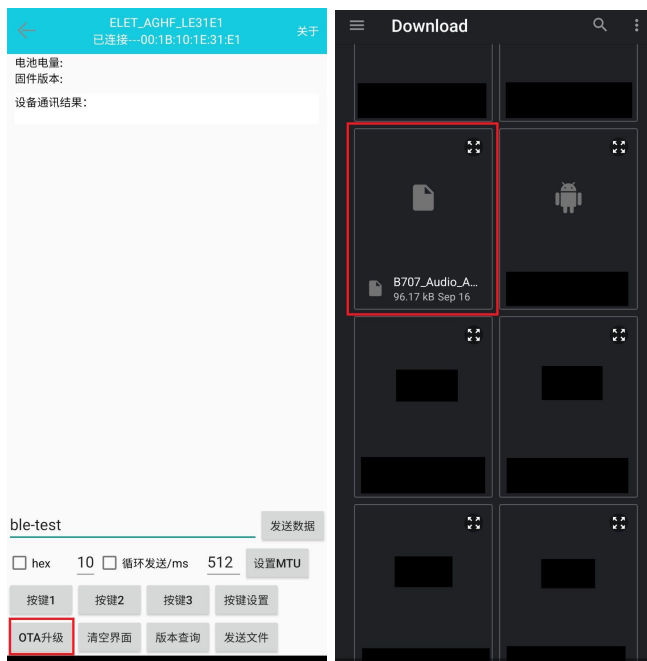 ELET_AGHF_LE31E1
已连接---00:1B:10:1E:31:E1
关于
电池电量:
固件版本:
设备通讯结果:
ble-test
发送数据
hex
10
循环发送/ms
512
设置MTU
按键1
按键2
按键3
按键设置
OTA升级
清空界面
版本查询
发送文件
Download
B707_Audio_A...
96.17 kB Sep 16